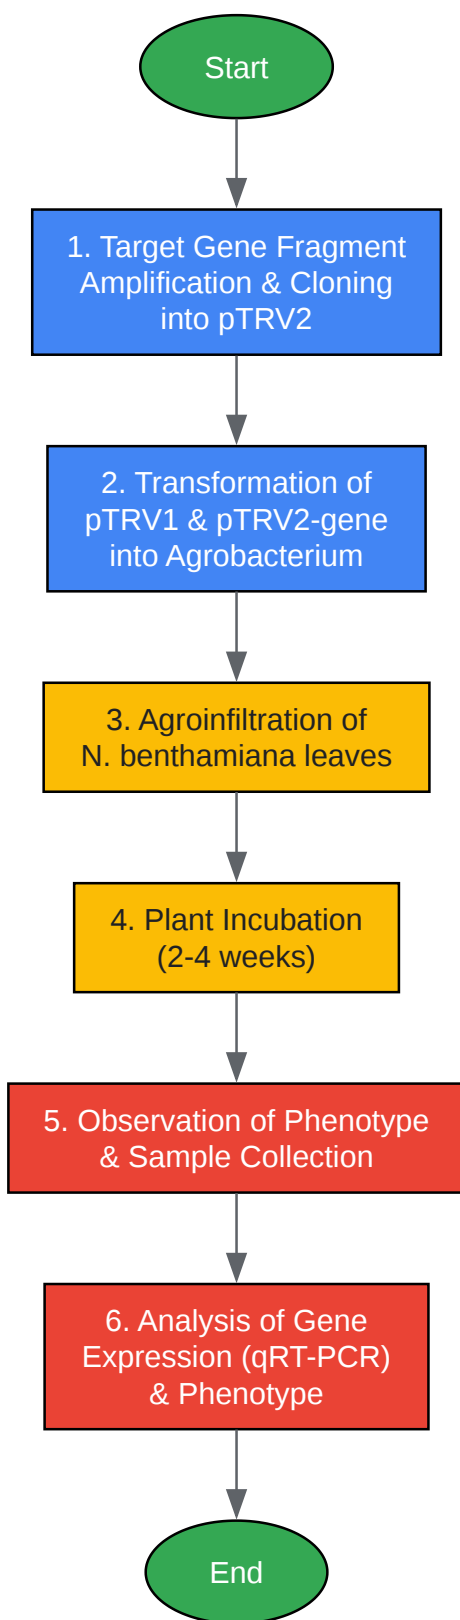 Start
1. Target Gene Fragment
Amplification & Cloning
into pTRV2
2. Transformation of
pTRV1 & pTRV2-gene
into Agrobacterium
3. Agroinfiltration of
N. benthamiana leaves
4. Plant Incubation
(2-4 weeks)
5. Observation of Phenotype
& Sample Collection
6. Analysis of Gene
Expression (qRT-PCR)
& Phenotype
End